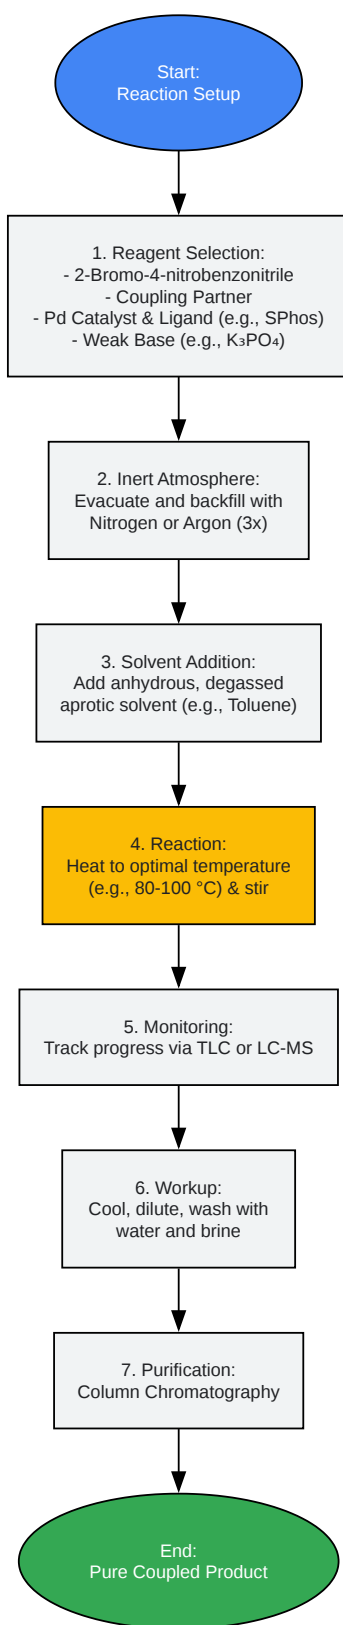 Start:
Reaction Setup
1. Reagent Selection:
- 2-Bromo-4-nitrobenzonitrile
- Coupling Partner
- Pd Catalyst & Ligand (e.g., SPhos)
- Weak Base (e.g., K₃PO₄)
2. Inert Atmosphere:
Evacuate and backfill with
Nitrogen or Argon (3x)
3. Solvent Addition:
Add anhydrous, degassed
aprotic solvent (e.g., Toluene)
4. Reaction:
Heat to optimal temperature
(e.g., 80-100 °C) & stir
5. Monitoring:
Track progress via TLC or LC-MS
6. Workup:
Cool, dilute, wash with
water and brine
7. Purification:
Column Chromatography
End:
Pure Coupled Product